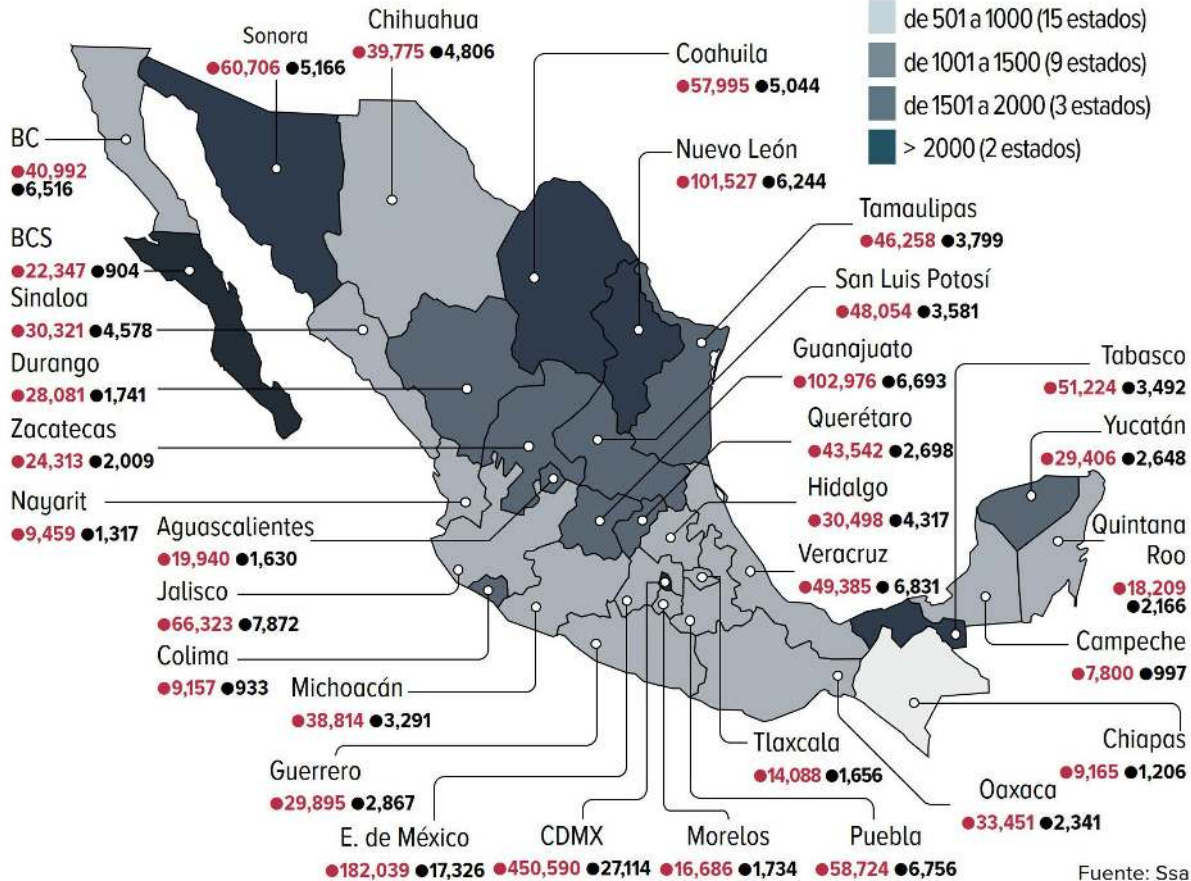 de 501 a 1000 (15 estados)
de 1001 a 1500 (9 estados)
de 1501 a 2000 (3 estados)
> 2000 (2 estados)
Chihuahua
39,775 4,806
Sonora
60,706 5,166
Coahuila
57,995 5,044
BC
40,992
6,516
Nuevo León
101,527 6,244
BCS
22,347 904
Tamaulipas
46,258 3,799
Sinaloa
30,321 4,578
San Luis Potosí
48,054 3,581
Durango
28,081 1,741
Guanajuato
102,976 6,693
Tabasco
51,224 3,492
Zacatecas
24,313 2,009
Querétaro
43,542 2,698
Yucatán
29,406 2,648
Nayarit
9,459 1,317
Hidalgo
30,498 4,317
Quintana
Roo
18,209
2,166
Aguascalientes
19,940 1,630
Veracruz
49,385 6,831
Jalisco
66,323 7,872
Campeche
7,800 997
Colima
9,157 933
Michoacán
38,814 3,291
Tlaxcala
14,088 1,656
Chiapas
9,165 1,206
Guerrero
29,895 2,867
Oaxaca
33,451 2,341
E. de México
182,039 17,326
CDMX
450,590 27,114
Morelos
16,686 1,734
Puebla
58,724 6,756
Fuente: Ssa